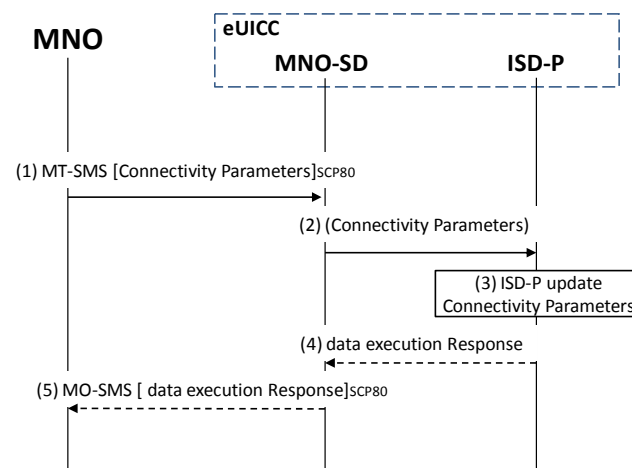 eUICC
MNO
MNO-SD ISD-P
(1) MT-SMS [Connectivity Parameters]SCP80
(2) (Connectivity Parameters)
(3) ISD-P update
Connectivity Parameters
(4) data execution Response
(5) MO-SMS [ data execution Response]SCP80